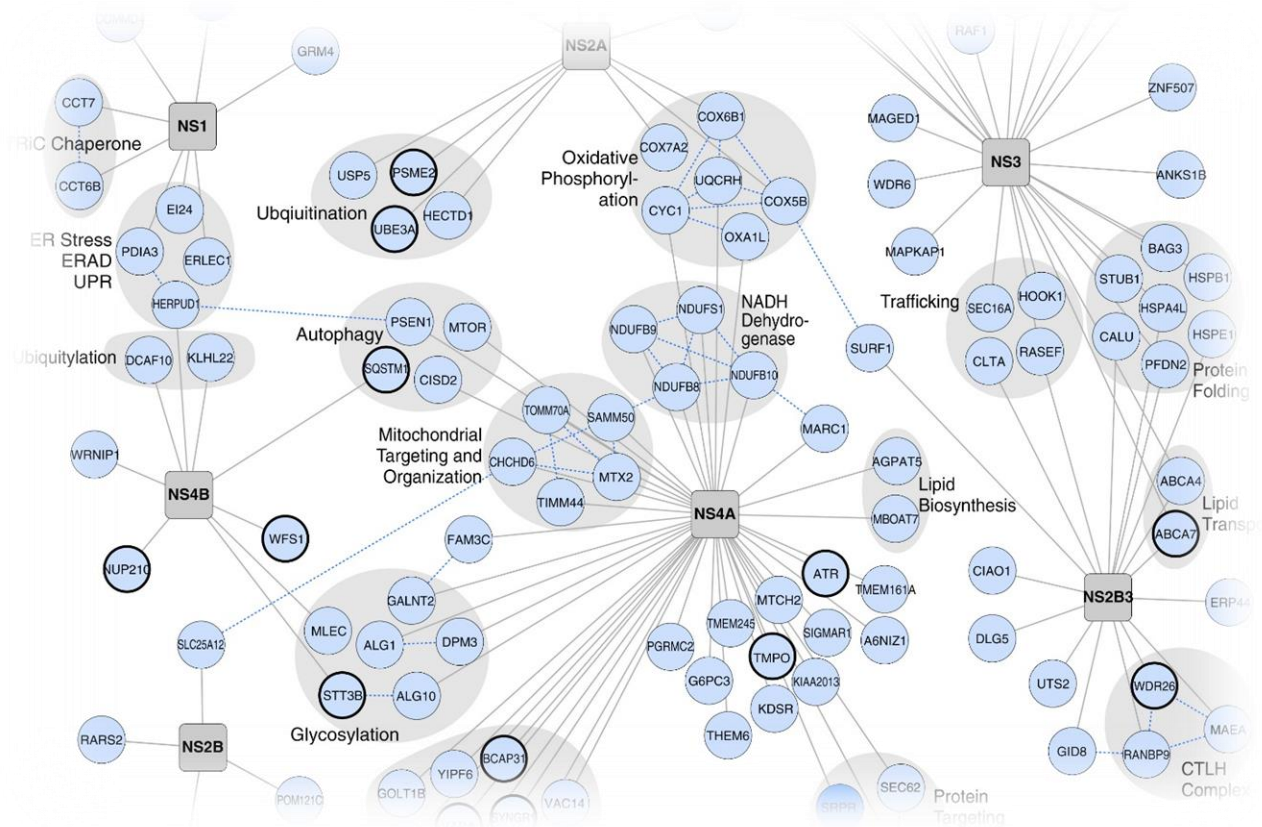 GRM4
NS2A
RAF1
CCT7
NS1
TRiC Chaperone
CCT6B
ZNF507
MAGED1
NS3
WDR6
ANKS1B
MAPKAP1
COX6B1
COX7A2
Oxidative
Phosphoryl-
ation
UQCRH
CYC1
COX5B
OXA1L
USP5
PSME2
Ubqiuitination
UBE3A
HECTD1
EI24
ER Stress
ERAD
UPR
PDIA3
ERLEC1
HERPUD1
Ubiquitylation
DCAF10
KLHL22
Autophagy
PSEN1
MTOR
SQSTM1
CISD2
NDUFS1
NADH
Dehydro-
genase
NDUFB9
NDUFB8
NDUFB10
SURF1
MARC1
Trafficking
SEC16A
HOOK1
CLTA
RASEF
BAG3
STUB1
HSPB1
HSPA4L
CALU
HSPE1
PFDN2
Protein
Folding
TOMM70A
SAMM50
Mitochondrial
Targeting and
Organization
CHCHD6
MTX2
TIMM44
WRNIP1
NS4B
WFS1
NUP210
NS4A
AGPAT5
Lipid
Biosynthesis
MBOAT7
ABCA4
Lipid
ABCA7
FAM3C
GALNT2
MLEC
ALG1
DPM3
STT3B
ALG10
Glycosylation
SLC25A12
RARS2
NS2B
POM121C
ATR
TMEM161A
MTCH2
TMEM245
SIGMAR1
A6NIZ1
PGRMC2
TMPO
G6PC3
KIAA2013
KDSR
THEM6
CIAO1
NS2B3
ERP44
DLG5
UTS2
WDR26
MAEA
GID8
RANBP9
CTLH
Complex
BCAP31
YIPF6
GOLT1B
SYNGR1
VAC14
SRPR
SEC62
Protein
Targeting